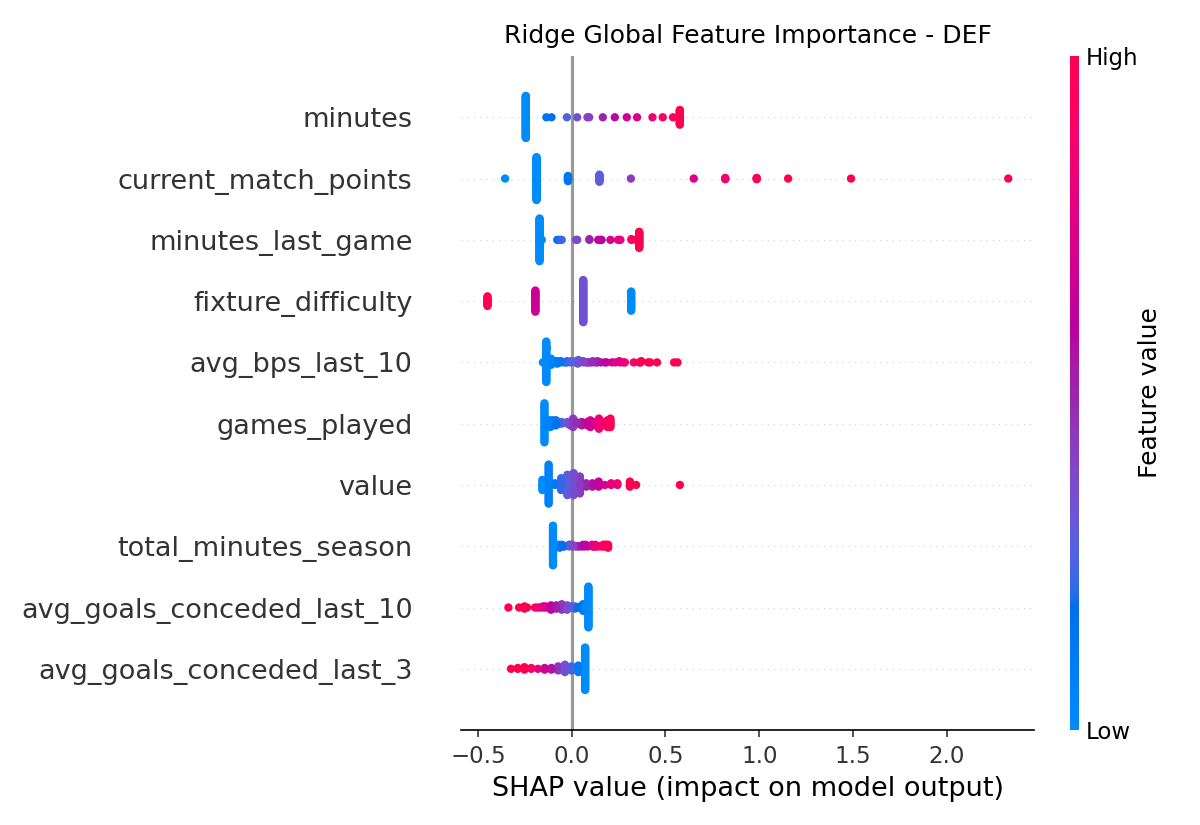 Ridge Global Feature Importance - DEF
High
minutes
current_match_points
minutes_last_game
fixture_difficulty
avg_bps_last_10
games_played
value
total_minutes_season
avg_goals_conceded_last_10
avg_goals_conceded_last_3
Feature value
Low
−0.5 0.0 0.5 1.0 1.5 2.0
SHAP value (impact on model output)